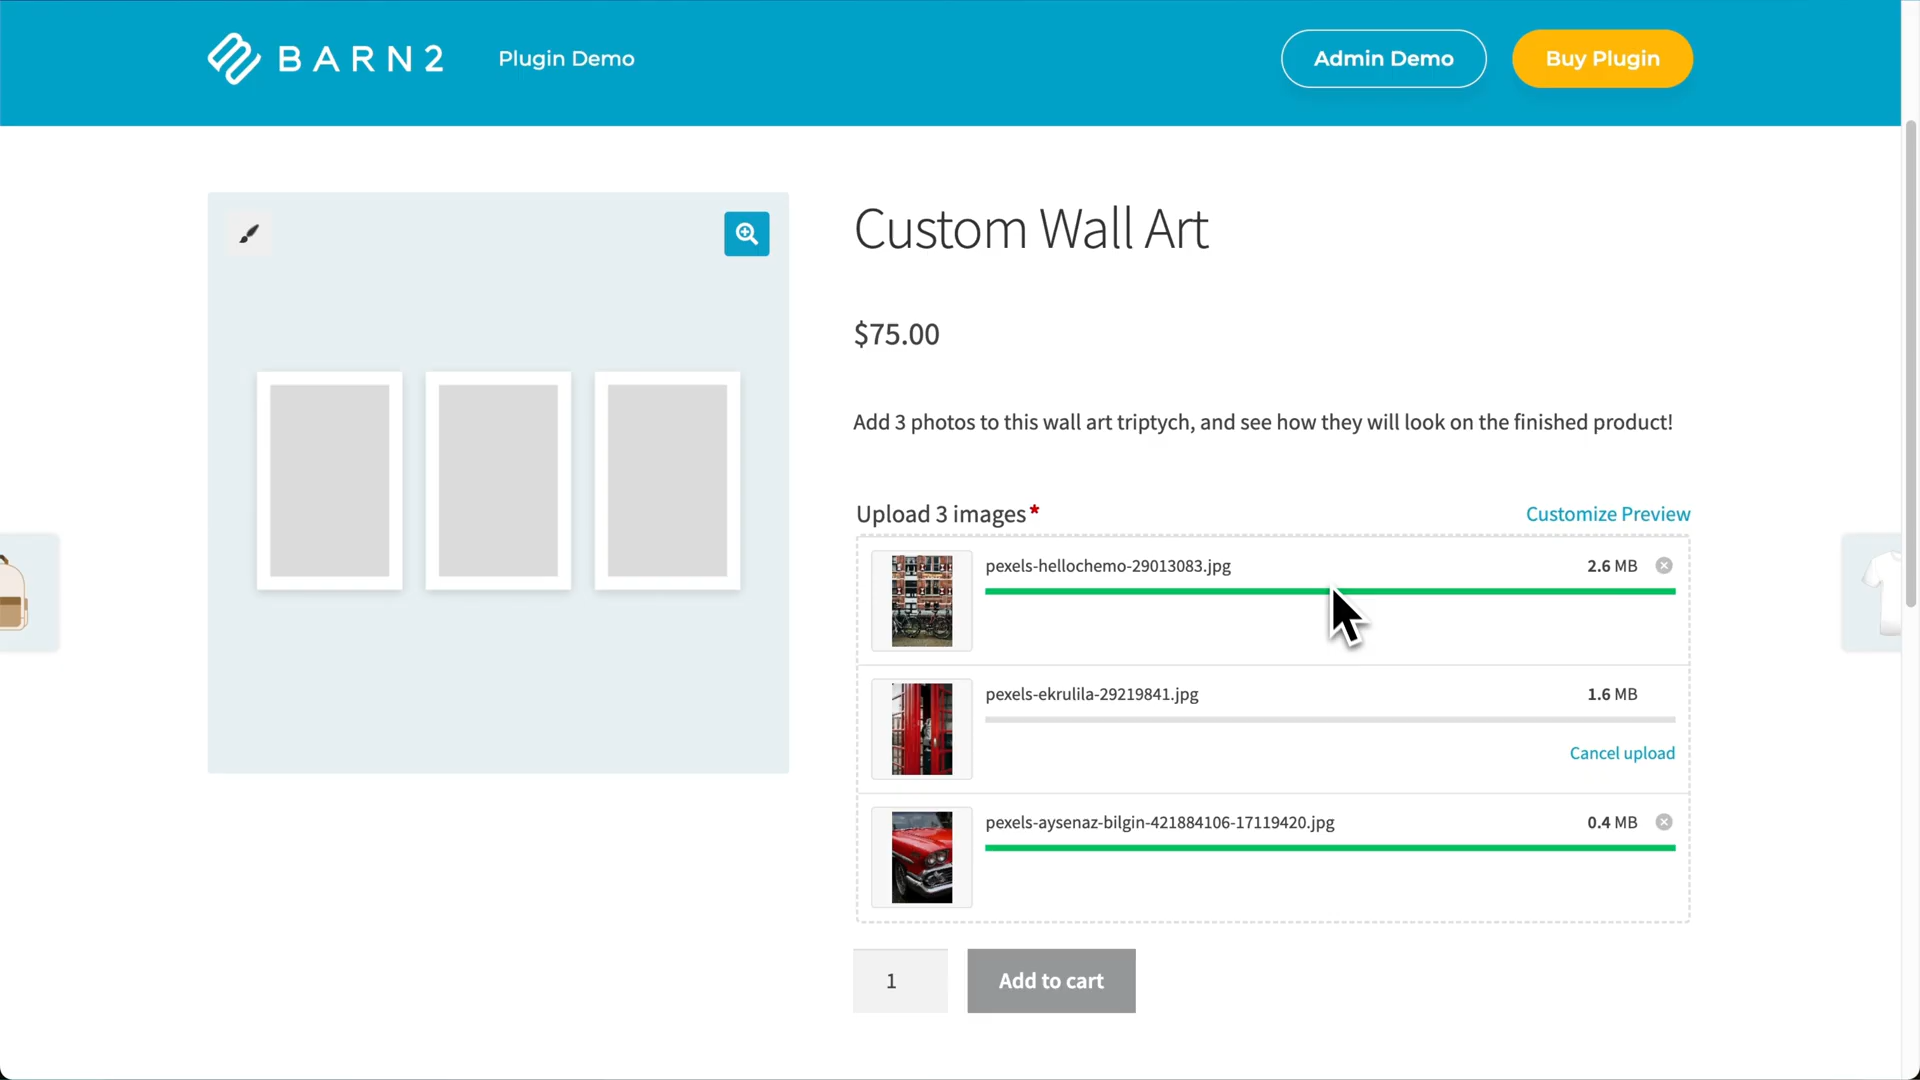 BARN2
Plugin Demo
Admin Demo
Buy Plugin
Custom Wall Art
$75.00
Add 3 photos to this wall art triptych, and see how they will look on the finished product!
Upload 3 images*
Customize Preview
pexels-hellochemo-29013083.jpg
2.6 MB
pexels-ekrulila-29219841.jpg
1.6 MB
Cancel upload
pexels-aysenaz-bilgin-421884106-17119420.jpg
0.4 MB
1
Add to cart